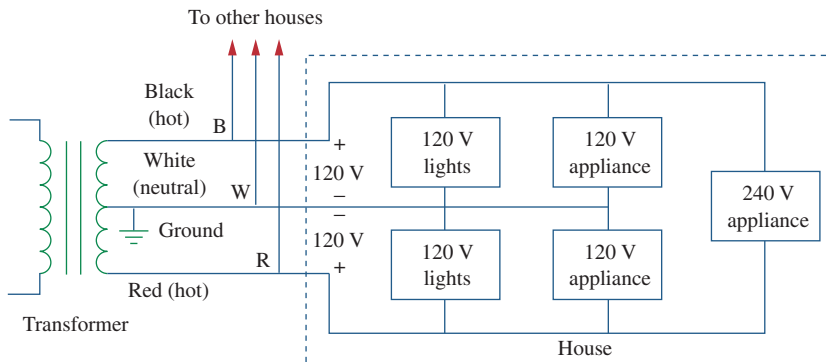 To other houses
Black
(hot)
B
White
(neutral)
W
Ground
R
Red (hot)
Transformer
+
120 V
–
–
120 V
+
120 V
lights
120 V
appliance
240 V
appliance
120 V
lights
120 V
appliance
House